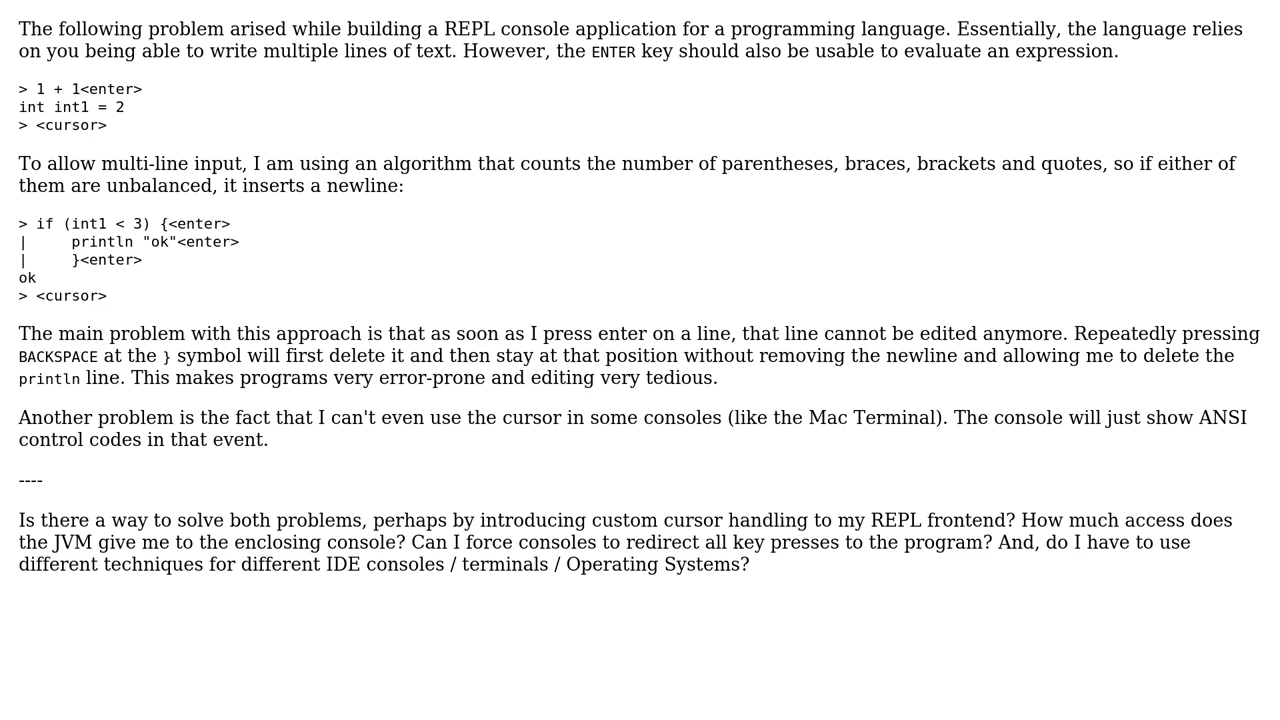 The following problem arised while building a REPL console application for a programming language. Essentially, the language relies
on you being able to write multiple lines of text. However, the ENTER key should also be usable to evaluate an expression.
> 1 + 1<enter>
int int1 = 2
> <cursor>
To allow multi-line input, I am using an algorithm that counts the number of parentheses, braces, brackets and quotes, so if either of
them are unbalanced, it inserts a newline:
> if (int1 < 3) {<enter>
|     println "ok"<enter>
|     }<enter>
ok
> <cursor>
The main problem with this approach is that as soon as I press enter on a line, that line cannot be edited anymore. Repeatedly pressing
BACKSPACE at the } symbol will first delete it and then stay at that position without removing the newline and allowing me to delete the
println line. This makes programs very error-prone and editing very tedious.
Another problem is the fact that I can't even use the cursor in some consoles (like the Mac Terminal). The console will just show ANSI
control codes in that event.
----
Is there a way to solve both problems, perhaps by introducing custom cursor handling to my REPL frontend? How much access does
the JVM give me to the enclosing console? Can I force consoles to redirect all key presses to the program? And, do I have to use
different techniques for different IDE consoles / terminals / Operating Systems?